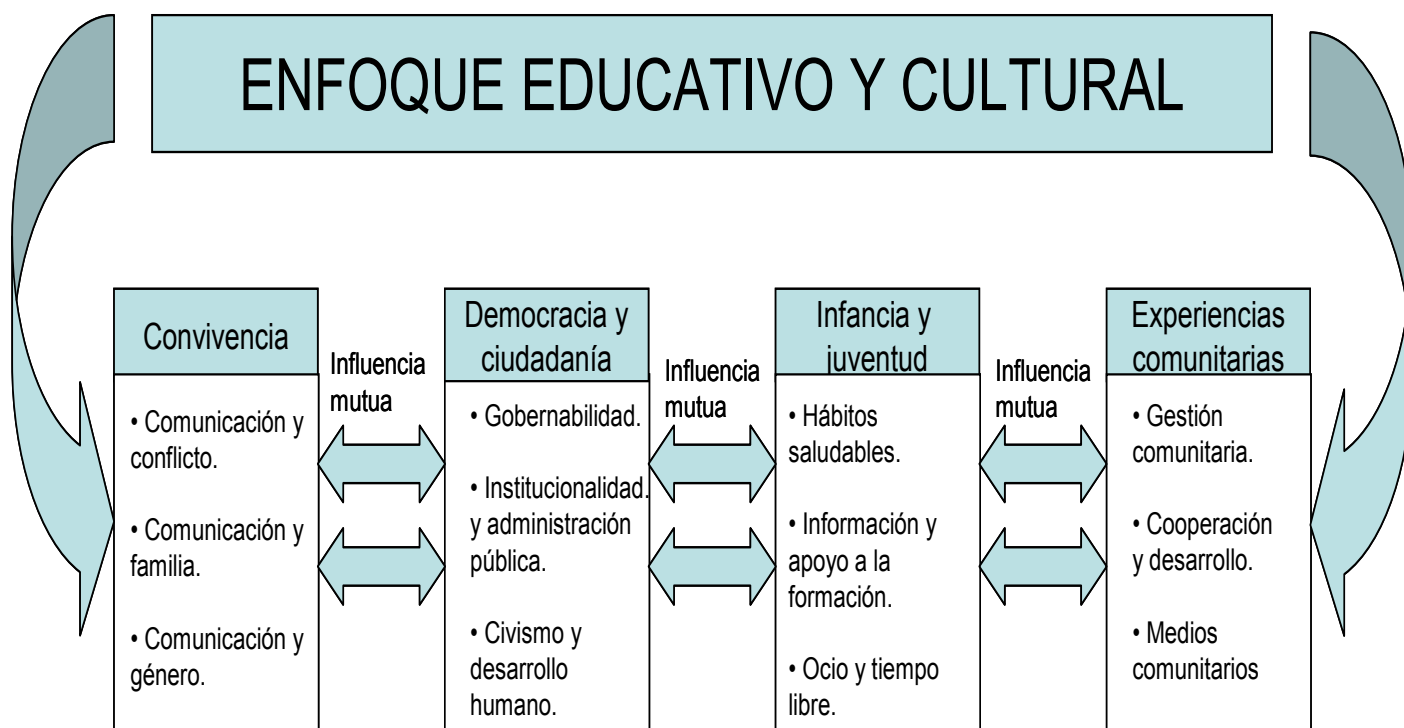 ENFOQUE EDUCATIVO Y CULTURAL
Convivencia
• Comunicación y
conflicto.
• Comunicación y
familia.
• Comunicación y
género.
Influencia
mutua
Democracia y
ciudadanía
• Gobernabilidad.
• Institucionalidad.
y administración
pública.
• Civismo y
desarrollo
humano.
Influencia
mutua
Infancia y
juventud
• Hábitos
saludables.
• Información y
apoyo a la
formación.
• Ocio y tiempo
libre.
Influencia
mutua
Experiencias
comunitarias
• Gestión
comunitaria.
• Cooperación
y desarrollo.
• Medios
comunitarios